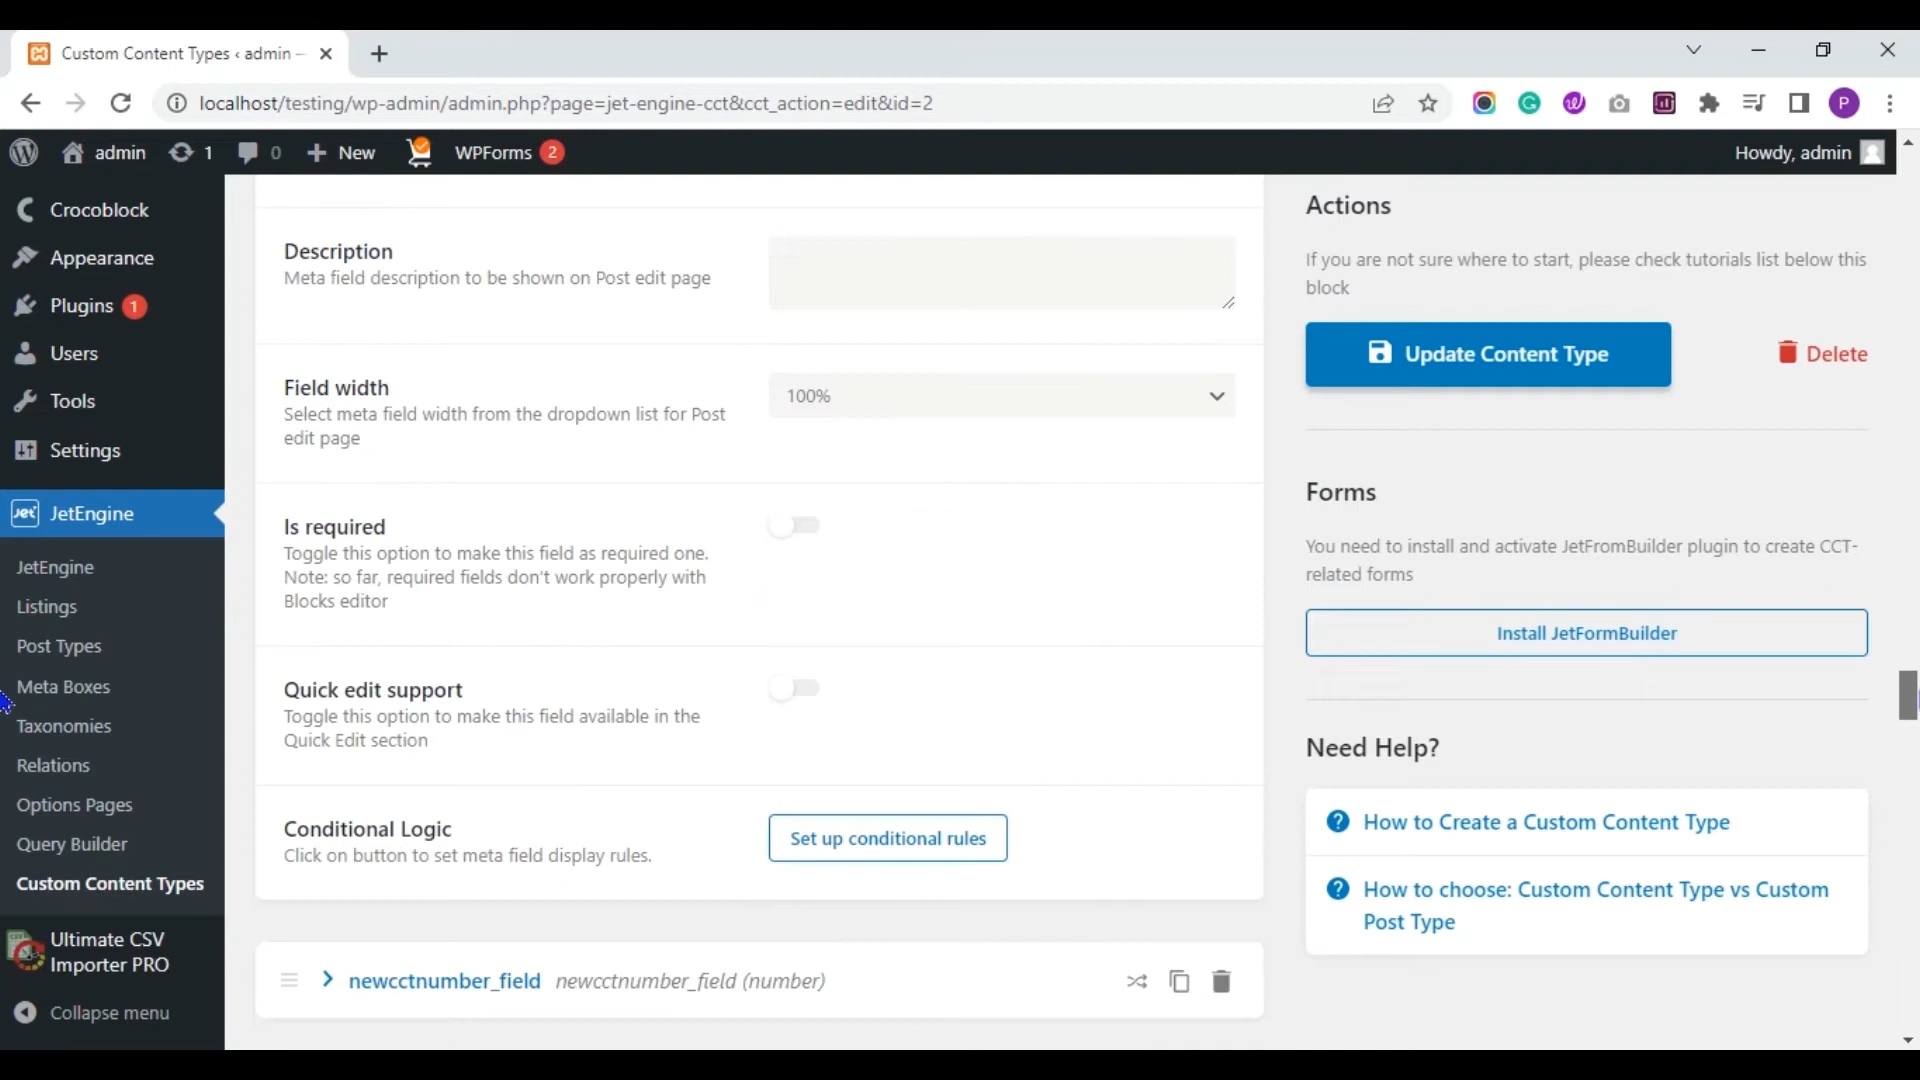 Custom Content Types ‹ admin –
localhost/testing/wp-admin/admin.php?page=jet-engine-cct&cct_action=edit&id=2
P
admin
1
0
New
WPForms 2
Howdy, admin
Crocoblock
Appearance
Plugins 1
Users
Tools
Settings
Jet JetEngine
JetEngine
Listings
Post Types
Meta Boxes
Taxonomies
Relations
Options Pages
Query Builder
Custom Content Types
Ultimate CSV
Importer PRO
Collapse menu
Description
Meta field description to be shown on Post edit page
Field width
Select meta field width from the dropdown list for Post
edit page
100%
Is required
Toggle this option to make this field as required one.
Note: so far, required fields don't work properly with
Blocks editor
Quick edit support
Toggle this option to make this field available in the
Quick Edit section
Conditional Logic
Click on button to set meta field display rules.
Set up conditional rules
newcctnumber_field newcctnumber_field (number)
Actions
If you are not sure where to start, please check tutorials list below this
block
Update Content Type
Delete
Forms
You need to install and activate JetFromBuilder plugin to create CCT-
related forms
Install JetFormBuilder
Need Help?
How to Create a Custom Content Type
How to choose: Custom Content Type vs Custom
Post Type